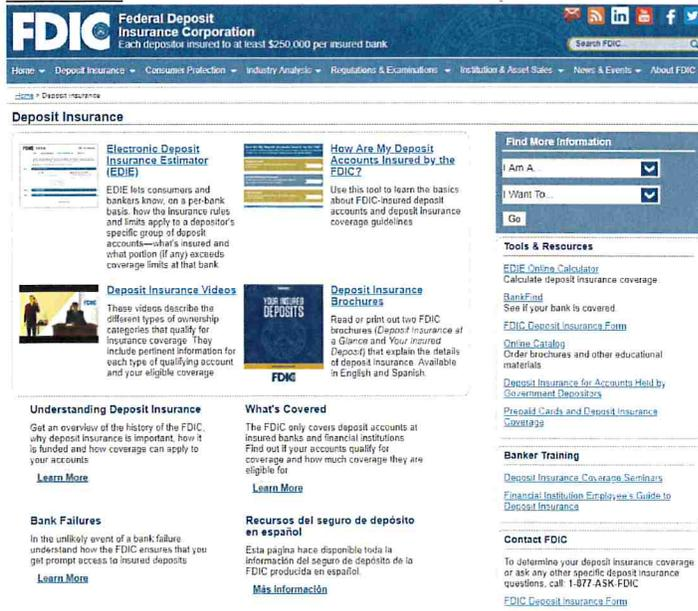 FDIC
Federal Deposit
Insurance Corporation
Each depositor insured to at least $250,000 per insured bank
Search FDIC...
Home
Deposit Insurance
Consumer Protection
Industry Analysis
Regulations & Examinations
Institution & Asset Sales
News & Events
About FDIC
Home > Deposit Insurance
Deposit Insurance
Electronic Deposit
Insurance Estimator
(EDIE)
EDIE lets consumers and
bankers know, on a per-bank
basis, how the insurance rules
and limits apply to a depositor's
specific group of deposit
accounts—what's insured and
what portion (if any) exceeds
coverage limits at that bank
How Are My Deposit
Accounts Insured by the
FDIC?
Use this tool to learn the basics
about FDIC-insured deposit
accounts and deposit insurance
coverage guidelines
Deposit Insurance Videos
These videos describe the
different types of ownership
categories that qualify for
insurance coverage They
include pertinent information for
each type of qualifying account
and your eligible coverage
YOUR INSURED
DEPOSITS
FDIC
Deposit Insurance
Brochures
Read or print out two FDIC
brochures (Deposit Insurance at
a Glance and Your Insured
Deposit) that explain the details
of deposit insurance. Available
in English and Spanish.
Understanding Deposit Insurance
Get an overview of the history of the FDIC,
why deposit insurance is important, how it
is funded and how coverage can apply to
your accounts
Learn More
What's Covered
The FDIC only covers deposit accounts at
insured banks and financial institutions
Find out if your accounts qualify for
coverage and how much coverage they are
eligible for
Learn More
Bank Failures
In the unlikely event of a bank failure
understand how the FDIC ensures that you
get prompt access to insured deposits
Learn More
Recursos del seguro de depósito
en español
Esta página hace disponible toda la
información del seguro de depósito de la
FDIC producida en español.
Más Información
Find More Information
I Am A...
I Want To...
Go
Tools & Resources
EDIE Online Calculator
Calculate deposit insurance coverage
BankFind
See if your bank is covered
FDIC Deposit Insurance Form
Online Catalog
Order brochures and other educational
materials
Deposit Insurance for Accounts Held by
Government Depositors
Prepaid Cards and Deposit Insurance
Coverage
Banker Training
Deposit Insurance Coverage Seminars
Financial Institution Employee's Guide to
Deposit Insurance
Contact FDIC
To determine your deposit insurance coverage
or ask any other specific deposit insurance
questions, call: 1-877-ASK-FDIC
FDIC Deposit Insurance Form